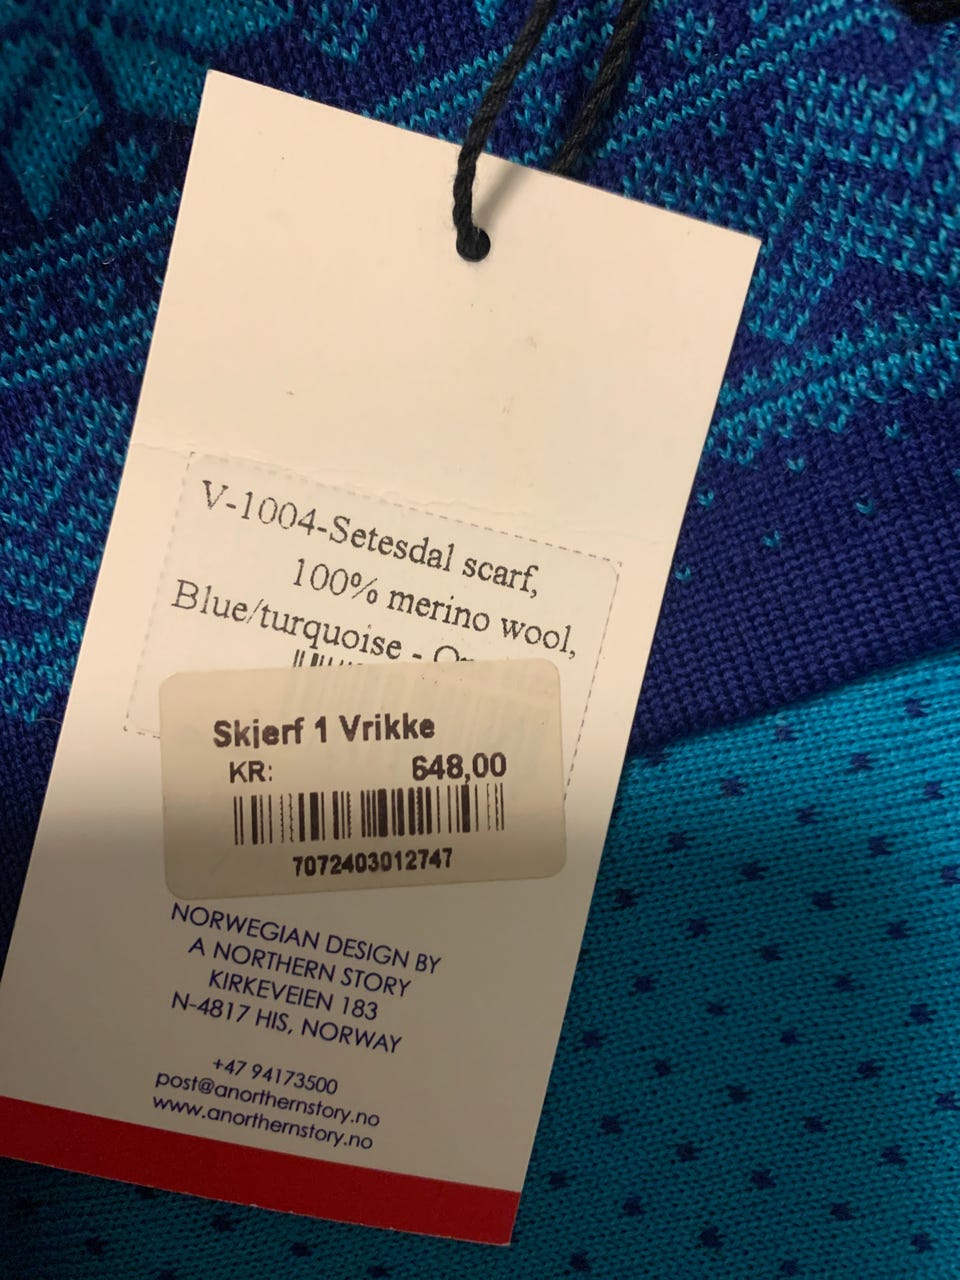 V-1004-Setesdal scarf,
100% merino wool,
Blue/turquoise -
Skjerf 1 Vrikke
KR: 648,00
7072403012747
NORWEGIAN DESIGN BY
A NORTHERN STORY
KIRKEVEIEN 183
N-4817 HIS, NORWAY
+47 94173500
post@anorthernstory.no
www.anorthernstory.no